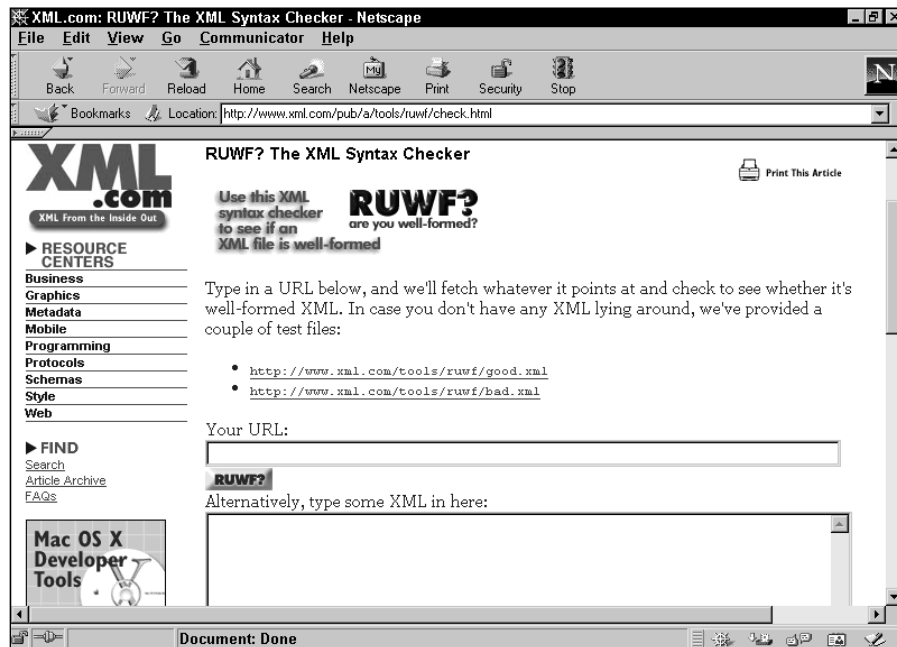 XML.com: RUWF? The XML Syntax Checker - Netscape
File Edit View Go Communicator Help
My
N
Back Forward Reload Home Search Netscape Print Security Stop
Bookmarks Location: http://www.xml.com/pub/a/tools/ruwf/check.html
XML
.com
XML From the Inside Out
RESOURCE
CENTERS
Business
Graphics
Metadata
Mobile
Programming
Protocols
Schemas
Style
Web
FIND
Search
Article Archive
FAQs
Mac OS X
Developer
Tools
RUWF? The XML Syntax Checker
Print This Article
Use this XML
syntax checker
to see if an
XML file is well-formed
RUWF?
are you well-formed?
Type in a URL below, and we'll fetch whatever it points at and check to see whether it's
well-formed XML. In case you don't have any XML lying around, we've provided a
couple of test files:
http://www.xml.com/tools/ruwf/good.xml
http://www.xml.com/tools/ruwf/bad.xml
Your URL:
RUWF?
Alternatively, type some XML in here:
Document: Done